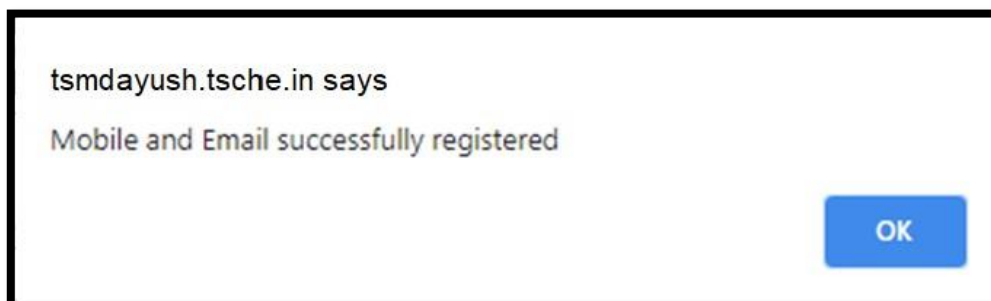 tsmdayush.tsche.in says
Mobile and Email successfully registered
OK